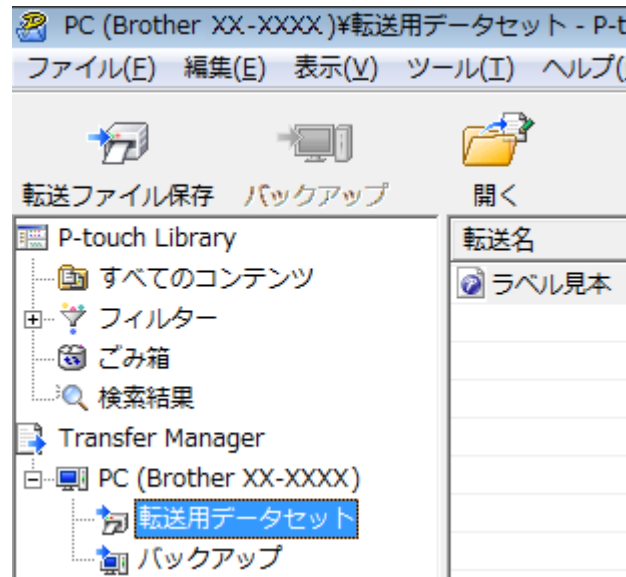 PC (Brother XX-XXXX)¥転送用データセット - P-t
ファイル(F) 編集(E) 表示(V) ツール(T) ヘルプ(
転送ファイル保存 バックアップ 開く
P-touch Library 転送名
すべてのコンテンツ ラベル見本
フィルター
ごみ箱
検索結果
Transfer Manager
PC (Brother XX-XXXX)
転送用データセット
バックアップ